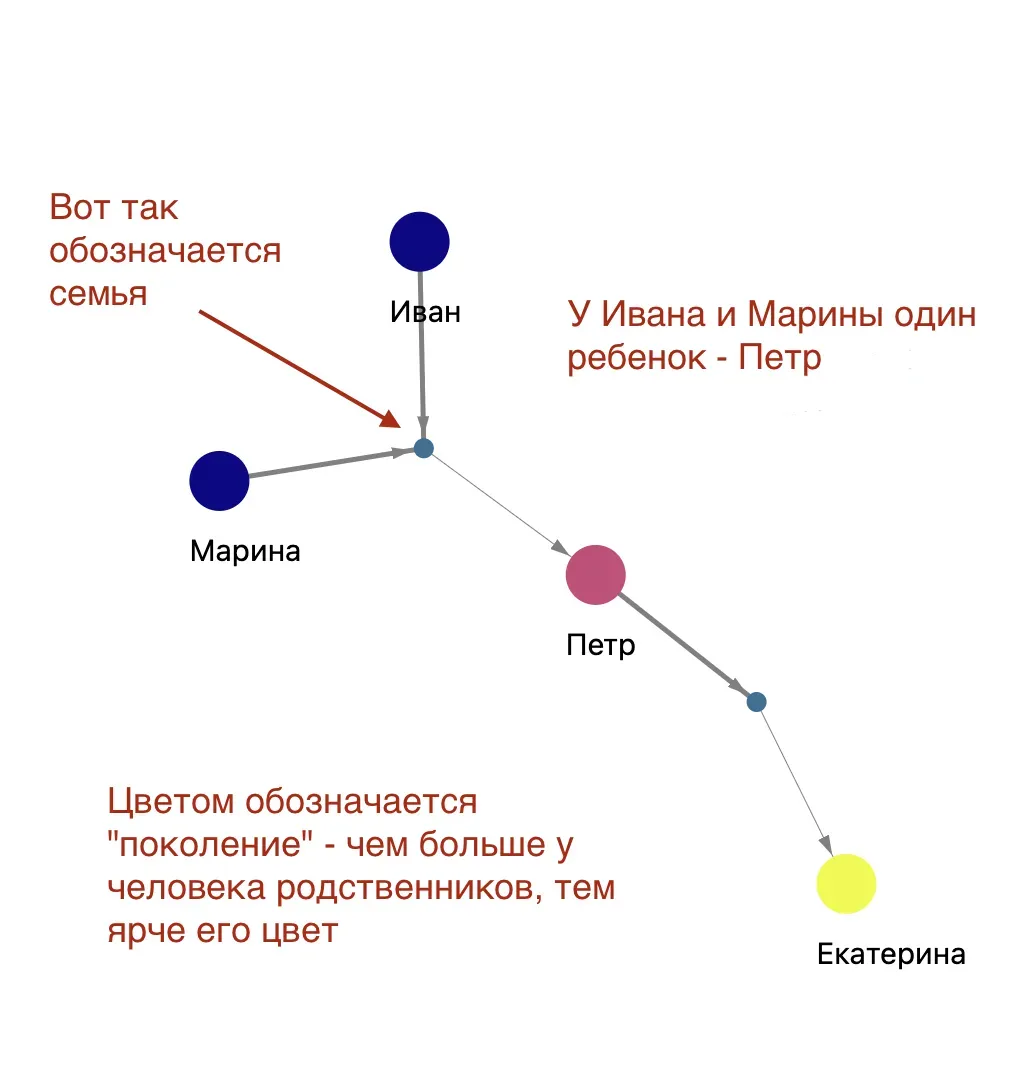 Вот так
обозначается
семья
Иван
У Ивана и Марины один
ребенок - Петр
Марина
Петр
Цветом обозначается
"поколение" - чем больше у
человека родственников, тем
ярче его цвет
Екатерина